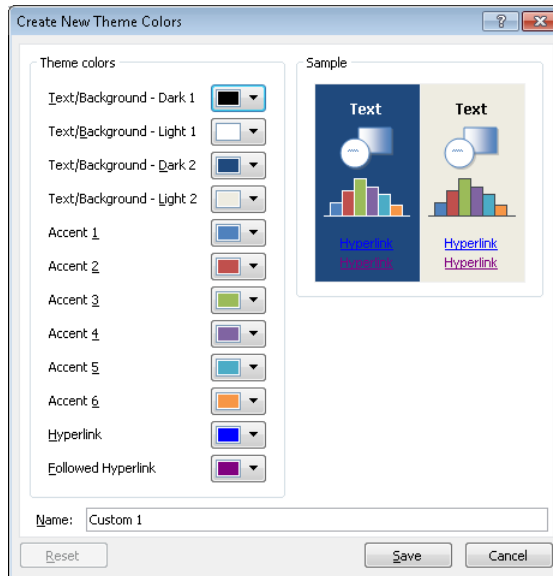 Create New Theme Colors
Theme colors
Text/Background - Dark 1
Text/Background - Light 1
Text/Background - Dark 2
Text/Background - Light 2
Accent 1
Accent 2
Accent 3
Accent 4
Accent 5
Accent 6
Hyperlink
Followed Hyperlink
Sample
Text Text
Hyperlink Hyperlink
Hyperlink Hyperlink
Name: Custom 1
Reset Save Cancel